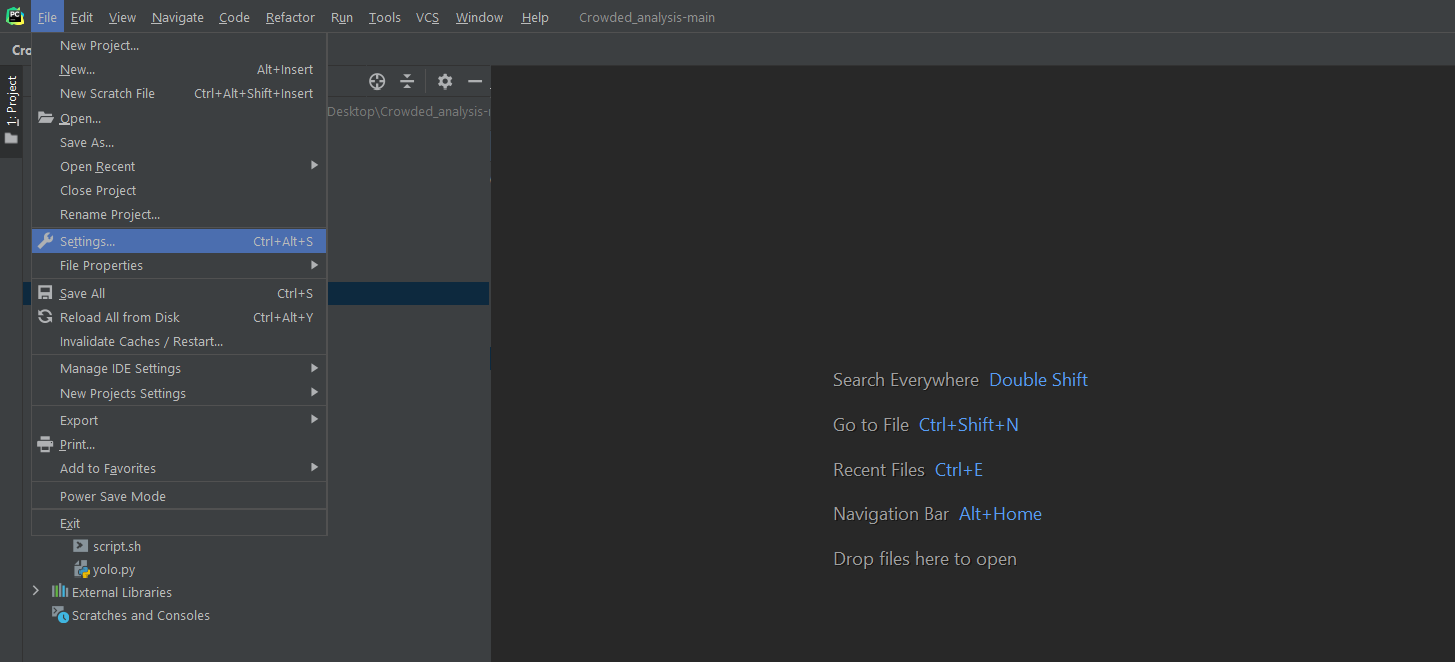 PC File Edit View Navigate Code Refactor Run Tools VCS Window Help Crowded_analysis-main
Cro
1: Project
New Project...
New... Alt+Insert
New Scratch File Ctrl+Alt+Shift+Insert
Open...
Save As...
Open Recent
Close Project
Rename Project...
Settings... Ctrl+Alt+S
File Properties
Save All Ctrl+S
Reload All from Disk Ctrl+Alt+Y
Invalidate Caches / Restart...
Manage IDE Settings
New Projects Settings
Export
Print...
Add to Favorites
Power Save Mode
Exit
Desktop\Crowded_analysis-
script.sh
yolo.py
External Libraries
Scratches and Consoles
Search Everywhere Double Shift
Go to File Ctrl+Shift+N
Recent Files Ctrl+E
Navigation Bar Alt+Home
Drop files here to open